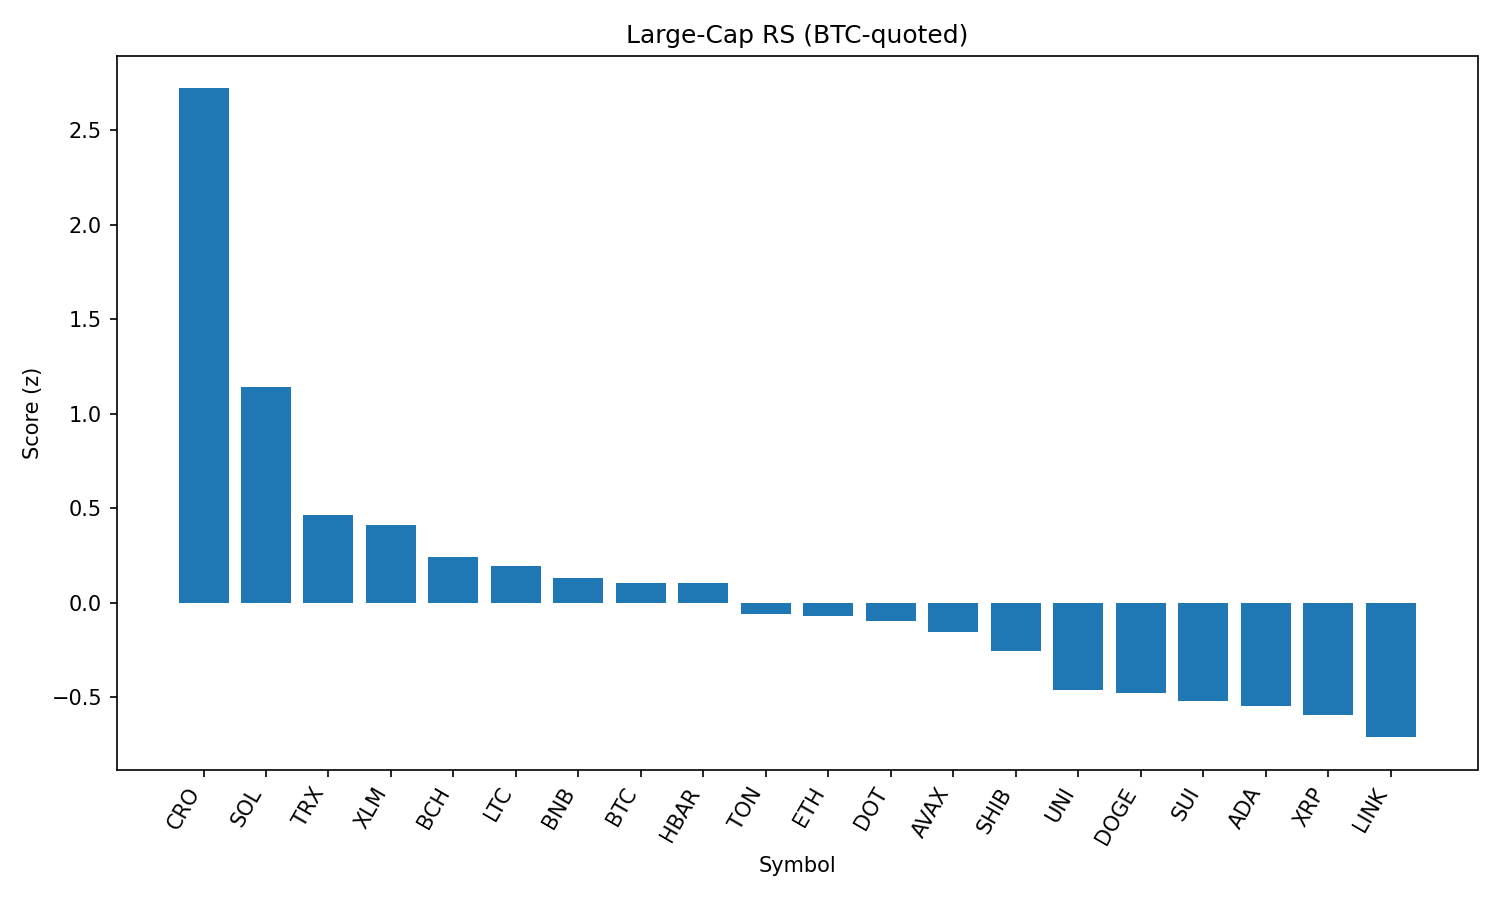 Large-Cap RS (BTC-quoted)
Score (z)
2.5
2.0
1.5
1.0
0.5
0.0
−0.5
CRO
SOL
TRX
XLM
BCH
LTC
BNB
BTC
HBAR
TON
ETH
DOT
AVAX
SHIB
UNI
DOGE
SUI
ADA
XRP
LINK
Symbol